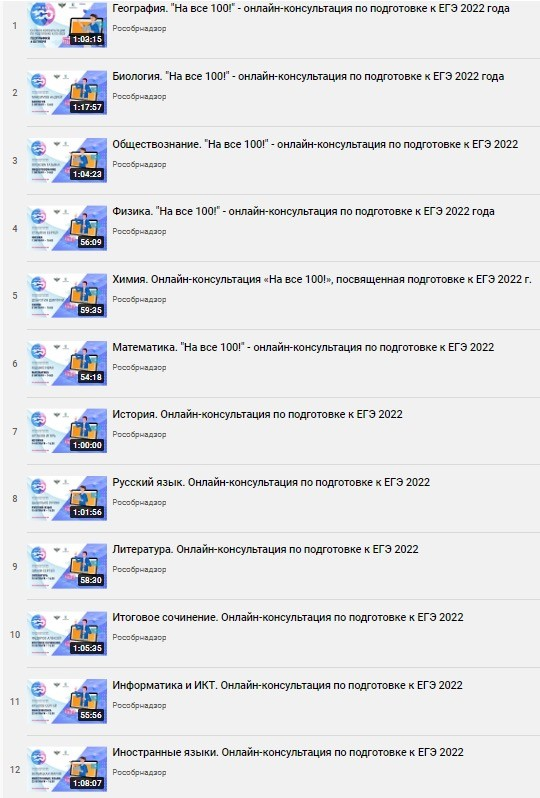 География. "На все 100!" - онлайн-консультация по подготовке к ЕГЭ 2022 года
1
1:03:15
Рособрнадзор
Биология. "На все 100!" - онлайн-консультация по подготовке к ЕГЭ 2022 года
2
1:17:57
Рособрнадзор
Обществознание. "На все 100!" - онлайн-консультация по подготовке к ЕГЭ 2022
3
1:04:23
Рособрнадзор
Физика. "На все 100!" - онлайн-консультация по подготовке к ЕГЭ 2022 года
4
56:09
Рособрнадзор
Химия. Онлайн-консультация «На все 100!», посвященная подготовке к ЕГЭ 2022 г.
5
59:35
Рособрнадзор
Математика. "На все 100!" - онлайн-консультация по подготовке к ЕГЭ 2022
6
54:18
Рособрнадзор
История. Онлайн-консультация по подготовке к ЕГЭ 2022
7
1:00:00
Рособрнадзор
Русский язык. Онлайн-консультация по подготовке к ЕГЭ 2022
8
1:01:56
Рособрнадзор
Литература. Онлайн-консультация по подготовке к ЕГЭ 2022
9
58:30
Рособрнадзор
Итоговое сочинение. Онлайн-консультация по подготовке к ЕГЭ 2022
10
1:05:35
Рособрнадзор
Информатика и ИКТ. Онлайн-консультация по подготовке к ЕГЭ 2022
11
55:56
Рособрнадзор
Иностранные языки. Онлайн-консультация по подготовке к ЕГЭ 2022
12
1:08:07
Рособрнадзор